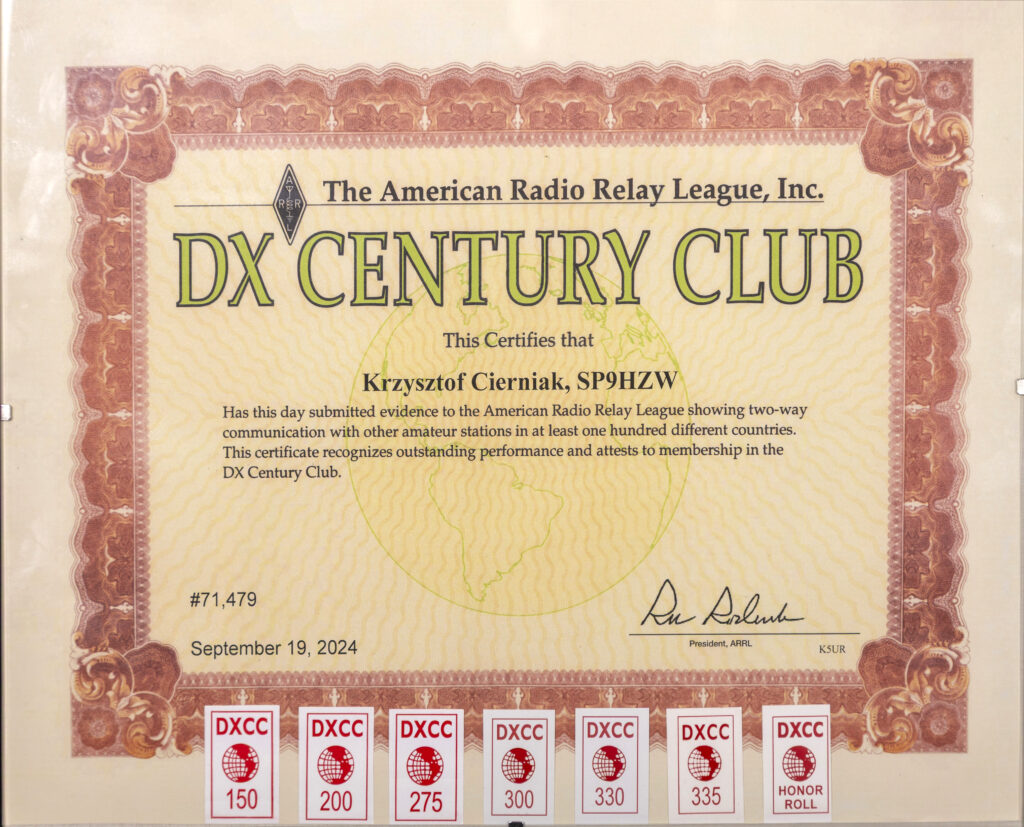 A
R R
L
The American Radio Relay League, Inc.
DX CENTURY CLUB
This Certifies that
Krzysztof Cierniak, SP9HZW
Has this day submitted evidence to the American Radio Relay League showing two-way
communication with other amateur stations in at least one hundred different countries.
This certificate recognizes outstanding performance and attests to membership in the
DX Century Club.
#71,479
September 19, 2024
President, ARRL
K5UR
DXCC
150
DXCC
200
DXCC
275
DXCC
300
DXCC
330
DXCC
335
DXCC
HONOR
ROLL